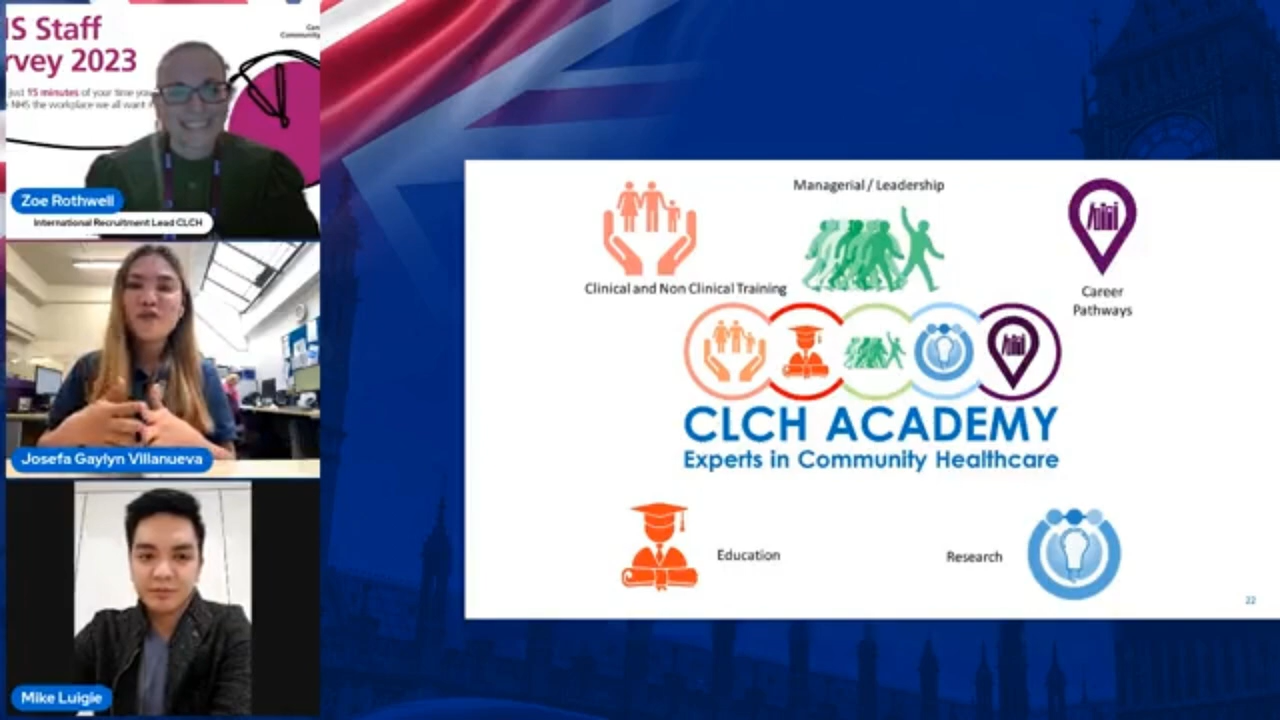 IS Staff
rvey 2023
just 15 minutes of your time you
NHS the workplace we all want
Community
Zoe Rothwell
International Recruitment Lead CLCH
Josefa Gaylyn Villanueva
Mike Luigie
Managerial / Leadership
Clinical and Non Clinical Training
Career
Pathways
CLCH ACADEMY
Experts in Community Healthcare
Education
Research
22